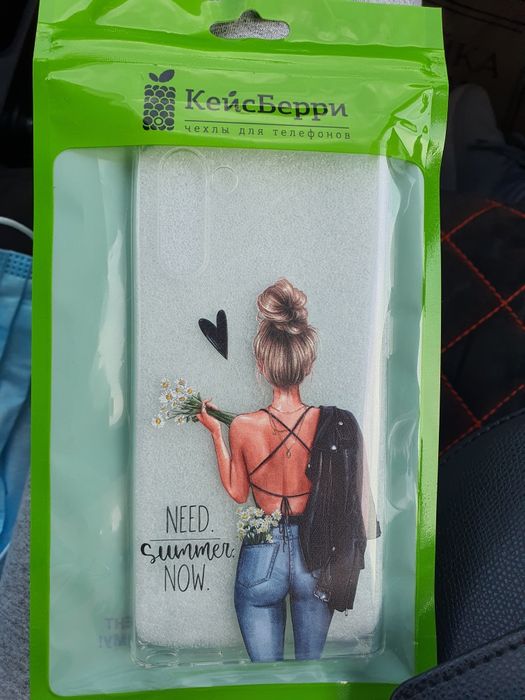 КейсБерри
чехлы для телефонов
NEED.
summer.
NOW.